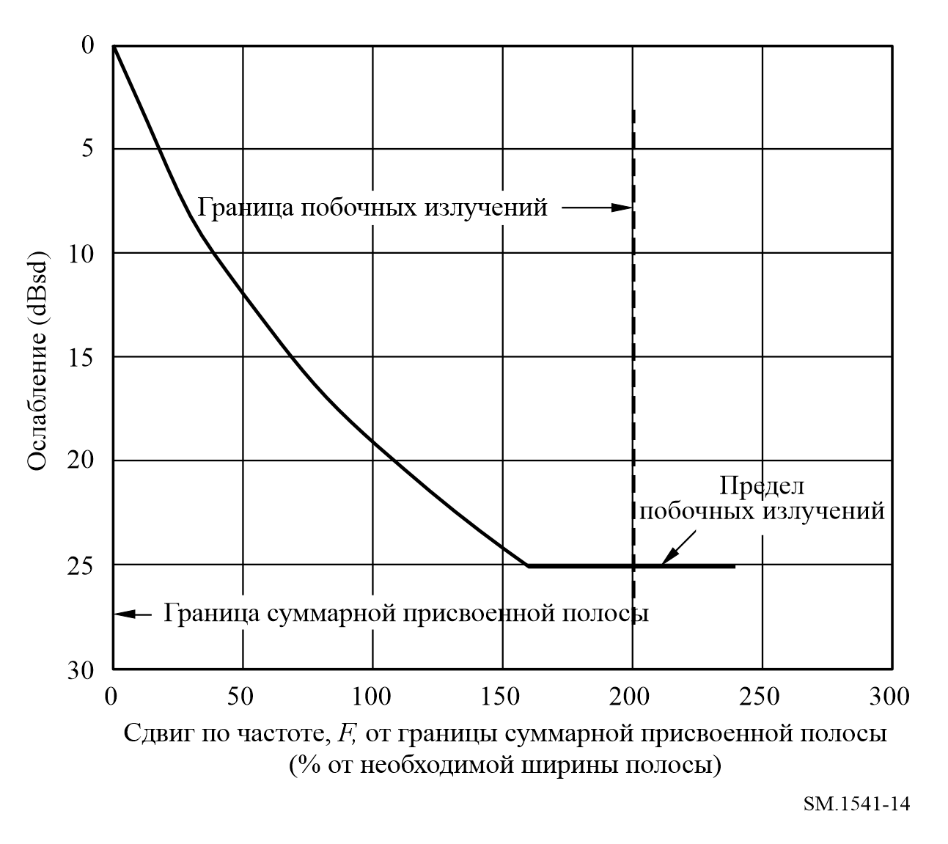 0
5
Граница побочных излучений
10
15
20
Предел
побочных излучений
25
Граница суммарной присвоенной полосы
30
Ослабление (dBsd)
0 50 100 150 200 250 300
Сдвиг по частоте, F, от границы суммарной присвоенной полосы
(% от необходимой ширины полосы)
SM.1541-14